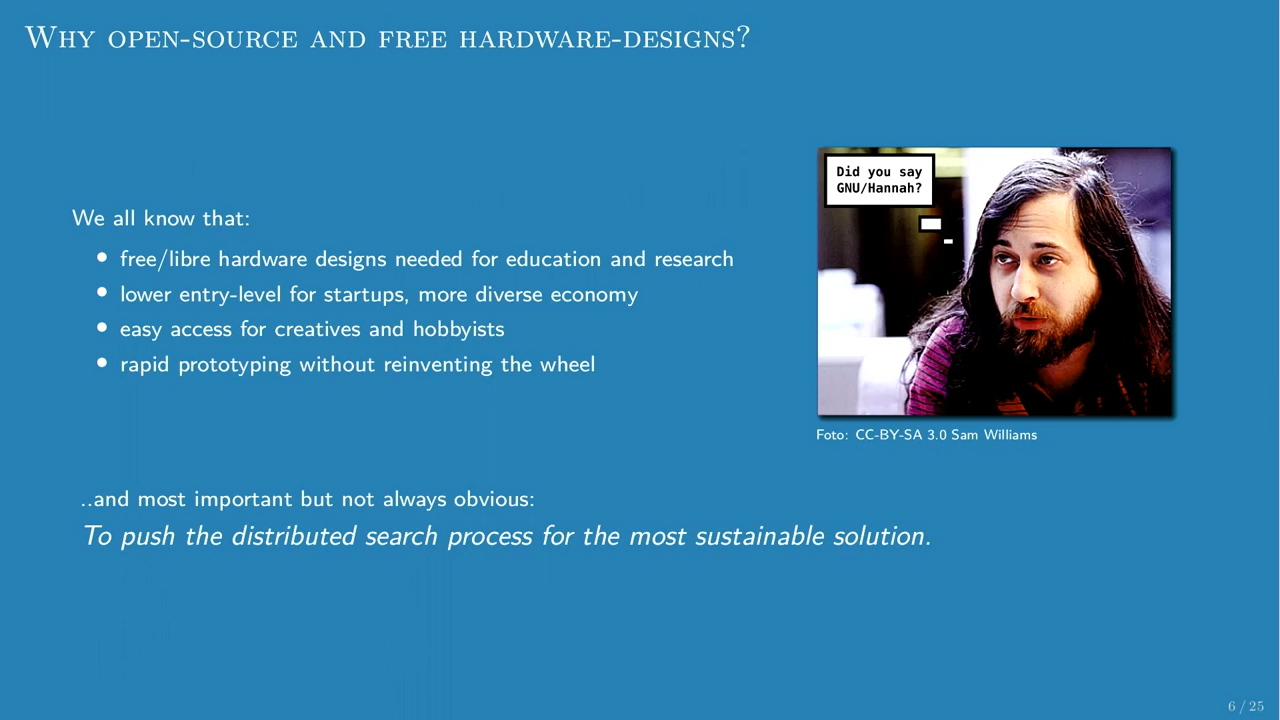 Why open-source and free hardware-designs?
Did you say
GNU/Hannah?
We all know that:
• free/libre hardware designs needed for education and research
• lower entry-level for startups, more diverse economy
• easy access for creatives and hobbyists
• rapid prototyping without reinventing the wheel
Foto: CC-BY-SA 3.0 Sam Williams
..and most important but not always obvious:
To push the distributed search process for the most sustainable solution.
6 / 25